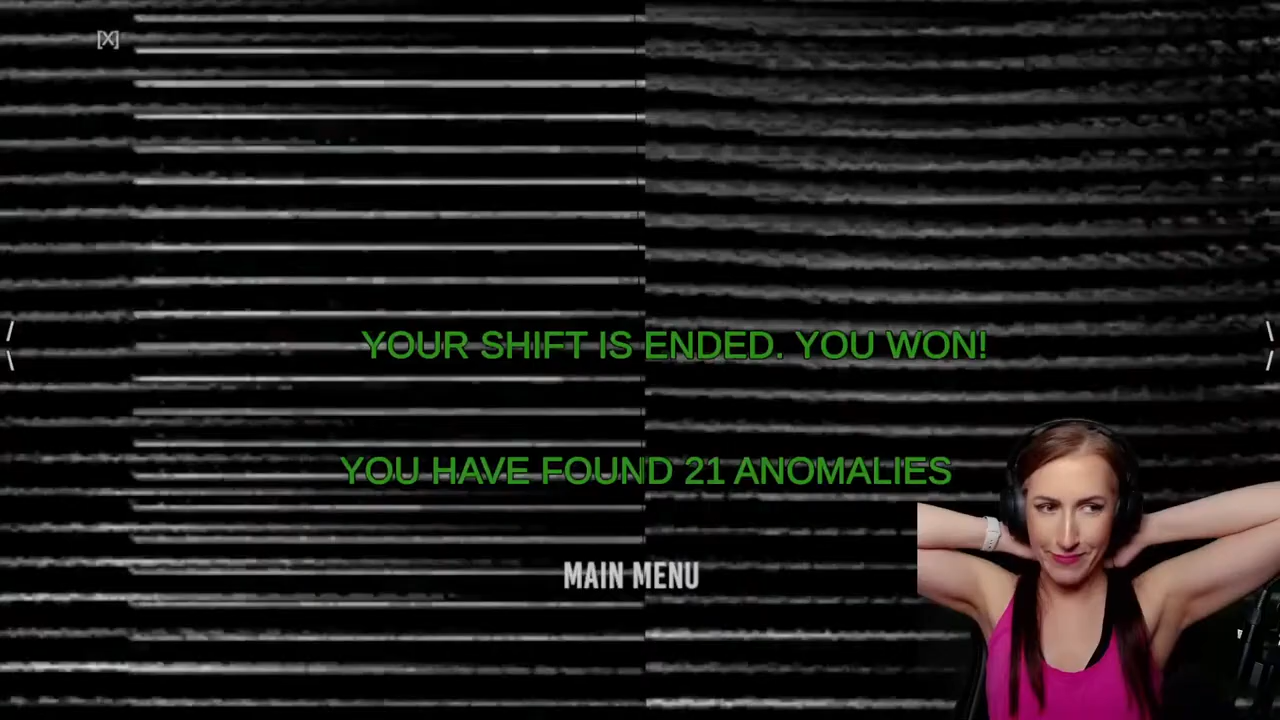 [X]
YOUR SHIFT IS ENDED. YOU WON!
YOU HAVE FOUND 21 ANOMALIES
MAIN MENU